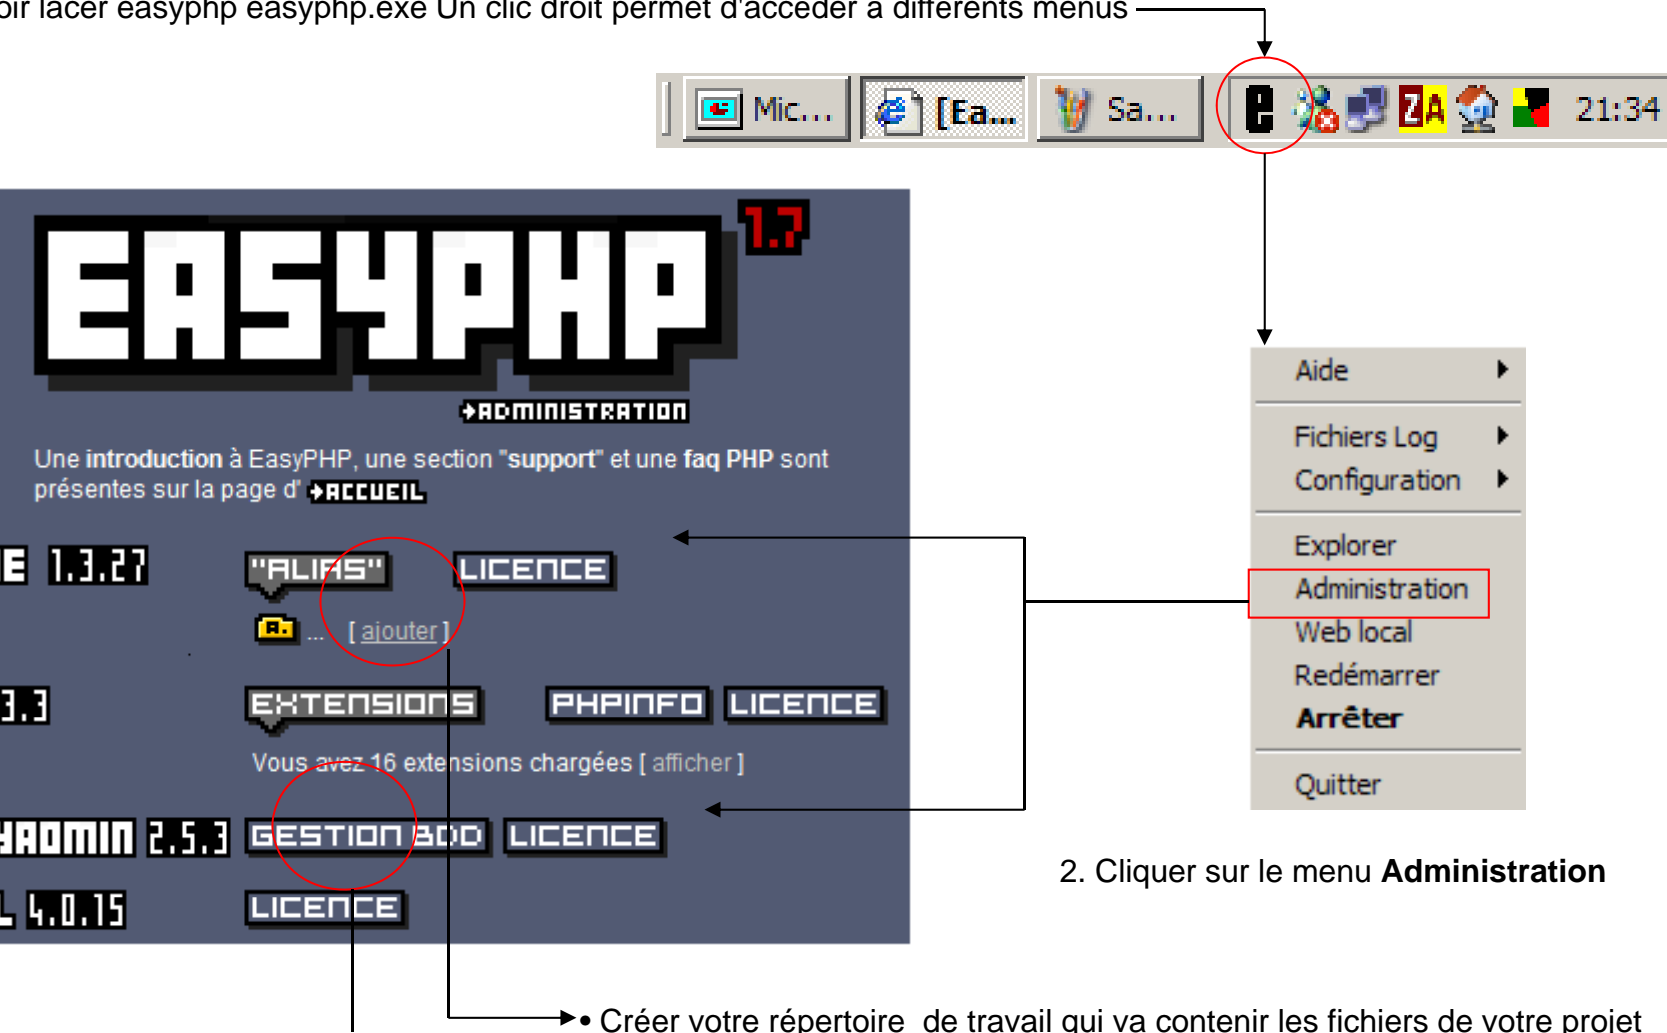 oir lacer easyphp easyphp.exe Un clic droit permet d'accéder à différents menus
Mic... [Ea... Sa... e ZA 21:34
EASYPHP 1.7
ADMINISTRATION
Une introduction à EasyPHP, une section "support" et une faq PHP sont
présentes sur la page d' ACCUEIL
E 1.3.27 "ALIAS" LICENCE
A. ... [ ajouter ]
3.3 EXTENSIONS PHPINFO LICENCE
Vous avez 16 extensions chargées [ afficher ]
YADMIN 2.5.3 GESTION BDD LICENCE
L 4.0.15 LICENCE
Aide
Fichiers Log
Configuration
Explorer
Administration
Web local
Redémarrer
Arrêter
Quitter
2. Cliquer sur le menu Administration
• Créer votre répertoire de travail qui va contenir les fichiers de votre projet